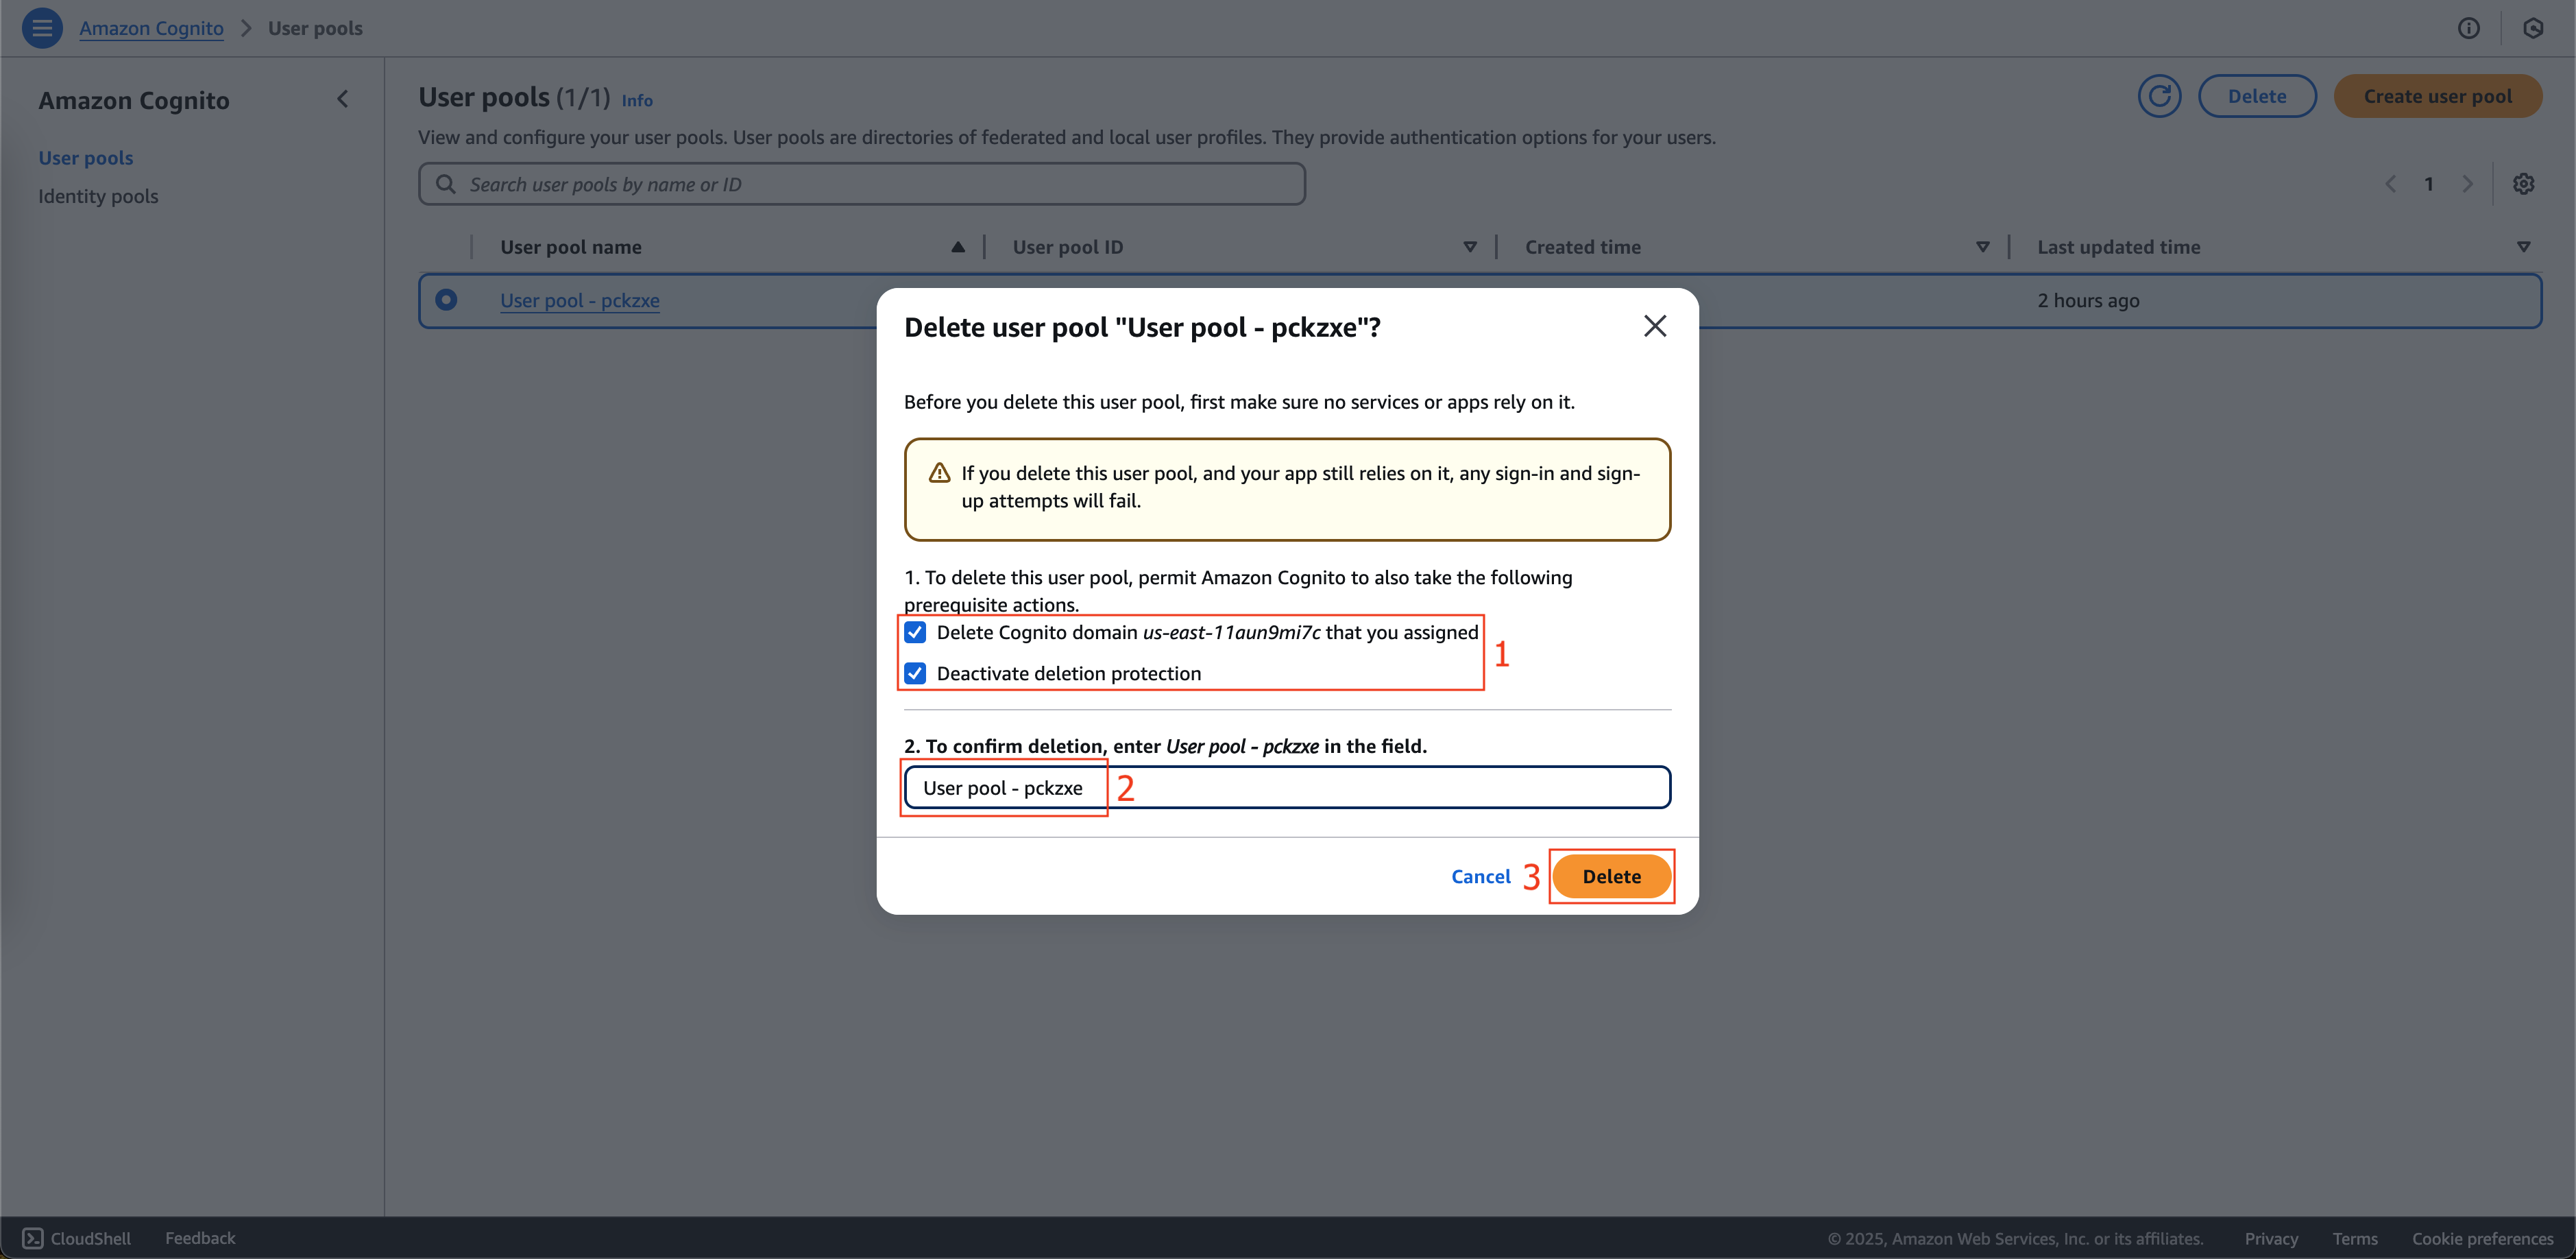 Amazon Cognito > User pools
Amazon Cognito
User pools
Identity pools
User pools (1/1) Info
Delete
Create user pool
View and configure your user pools. User pools are directories of federated and local user profiles. They provide authentication options for your users.
Search user pools by name or ID
1
User pool name
User pool ID
Created time
Last updated time
User pool - pckzxe
2 hours ago
Delete user pool "User pool - pckzxe"?
Before you delete this user pool, first make sure no services or apps rely on it.
If you delete this user pool, and your app still relies on it, any sign-in and sign-
up attempts will fail.
1. To delete this user pool, permit Amazon Cognito to also take the following
prerequisite actions.
Delete Cognito domain us-east-11aun9mi7c that you assigned
Deactivate deletion protection
1
2. To confirm deletion, enter User pool - pckzxe in the field.
User pool - pckzxe
2
Cancel
3
Delete
CloudShell
Feedback
© 2025, Amazon Web Services, Inc. or its affiliates.
Privacy
Terms
Cookie preferences